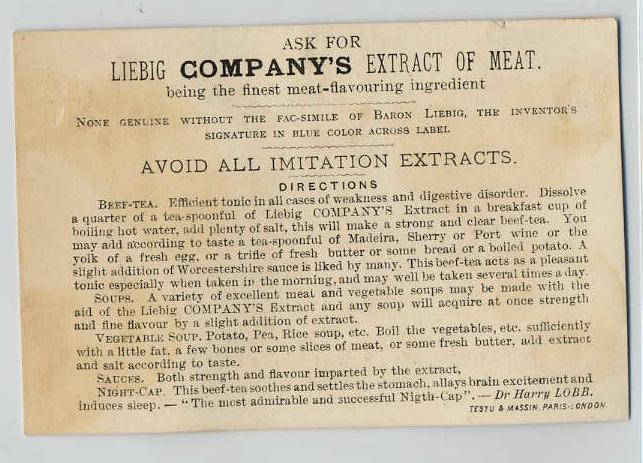 ASK FOR
LIEBIG COMPANY'S EXTRACT OF MEAT.
being the finest meat-flavouring ingredient
NONE GENUINE WITHOUT THE FAC-SIMILE OF BARON LIEBIG, THE INVENTOR'S
SIGNATURE IN BLUE COLOR ACROSS LABEL
AVOID ALL IMITATION EXTRACTS.
DIRECTIONS
BEEF-TEA. Efficient tonic in all cases of weakness and digestive disorder. Dissolve
a quarter of a tea-spoonful of Liebig COMPANY'S Extract in a breakfast cup of
boiling hot water, add plenty of salt, this will make a strong and clear beef-tea. You
may add according to taste a tea-spoonful of Madeira, Sherry or Port wine or the
yolk of a fresh egg, or a trifle of fresh butter or some bread or a boiled potato. A
slight addition of Worcestershire sauce is liked by many. This beef-tea acts as a pleasant
tonic especially when taken in the morning, and may well be taken several times a day.
SOUPS. A variety of excellent meat and vegetable soups may be made with the
aid of the Liebig COMPANY'S Extract and any soup will acquire at once strength
and fine flavour by a slight addition of extract.
VEGETABLE SOUP. Potato, Pea, Rice soup, etc. Boil the vegetables, etc. sufficiently
with a little fat, a few bones or some slices of meat, or some fresh butter, add extract
and salt according to taste.
SAUCES. Both strength and flavour imparted by the extract,
NIGHT-CAP. This beef-tea soothes and settles the stomach, allays brain excitement and
induces sleep. — "The most admirable and successful Nigth-Cap". — Dr Harry LOBB.
TESTU & MASSIN, PARIS-LONDON